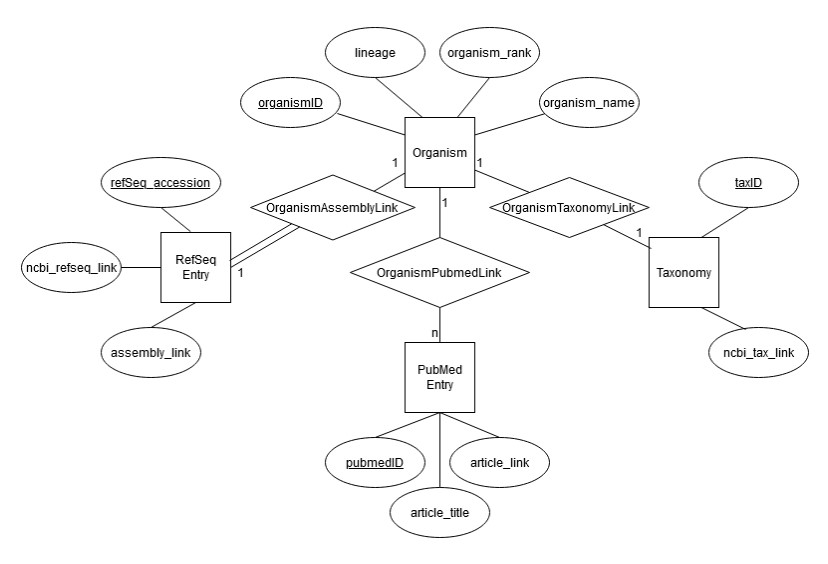 lineage
organism_rank
organismID
organism_name
Organism
1
1
refSeq_accession
taxID
OrganismAssemblyLink
1
OrganismTaxonomyLink
1
RefSeq
Entry
ncbi_refseq_link
1
OrganismPubmedLink
Taxonomy
n
assembly_link
ncbi_tax_link
PubMed
Entry
pubmedID
article_link
article_title